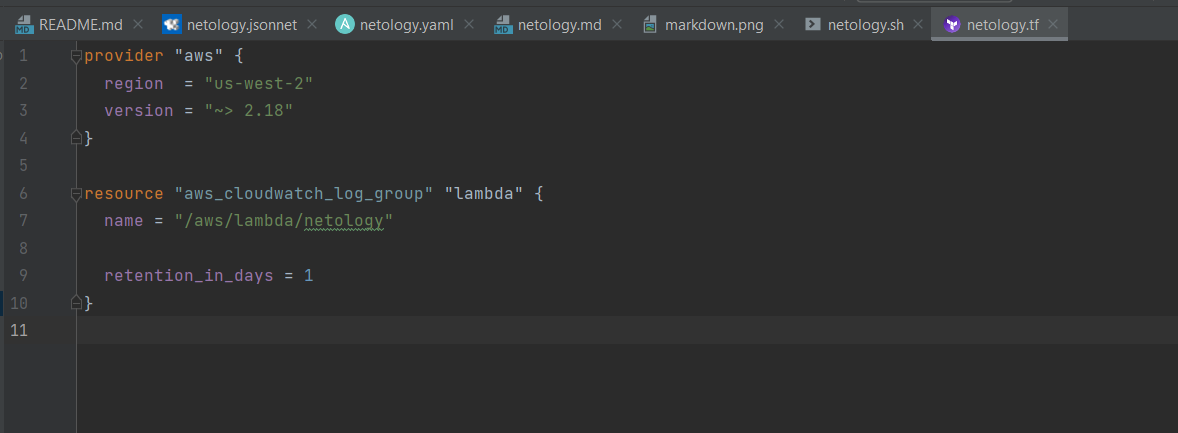 README.md netology.jsonnet netology.yaml netology.md markdown.png netology.sh netology.tf
1 provider "aws" {
2   region  = "us-west-2"
3   version = "~> 2.18"
4 }
5
6 resource "aws_cloudwatch_log_group" "lambda" {
7   name = "/aws/lambda/netology"
8
9   retention_in_days = 1
10 }
11